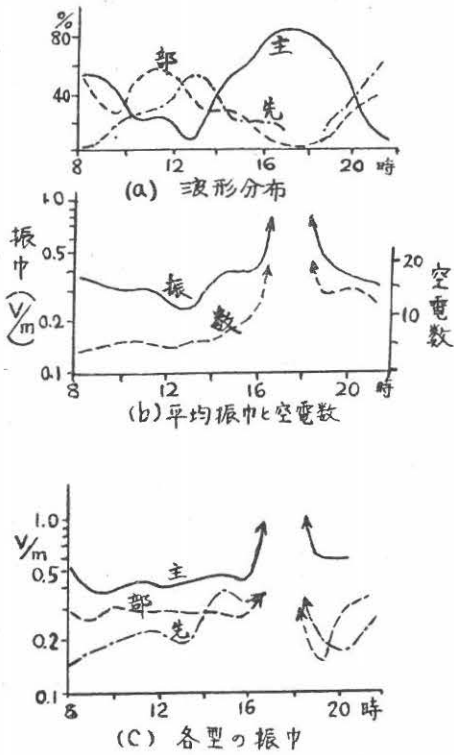 %
80
40
部
主
先
8 12 16 20 時
(a) 波形分布
振巾(V/m)
1.0
0.5
0.2
0.1
振
数
20
10
空電数
8 12 16 20 時
(b) 平均振巾と空電数
V/m
1.0
0.5
0.2
0.1
主
部
先
8 12 16 20 時
(C) 各型の振巾